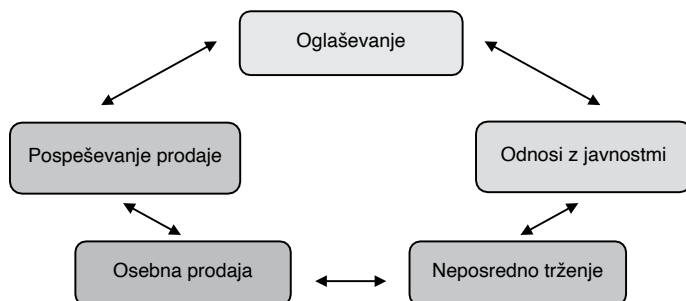 Oglaševanje
Pospeševanje prodaje
Odnosi z javnostmi
Osebna prodaja
Neposredno trženje